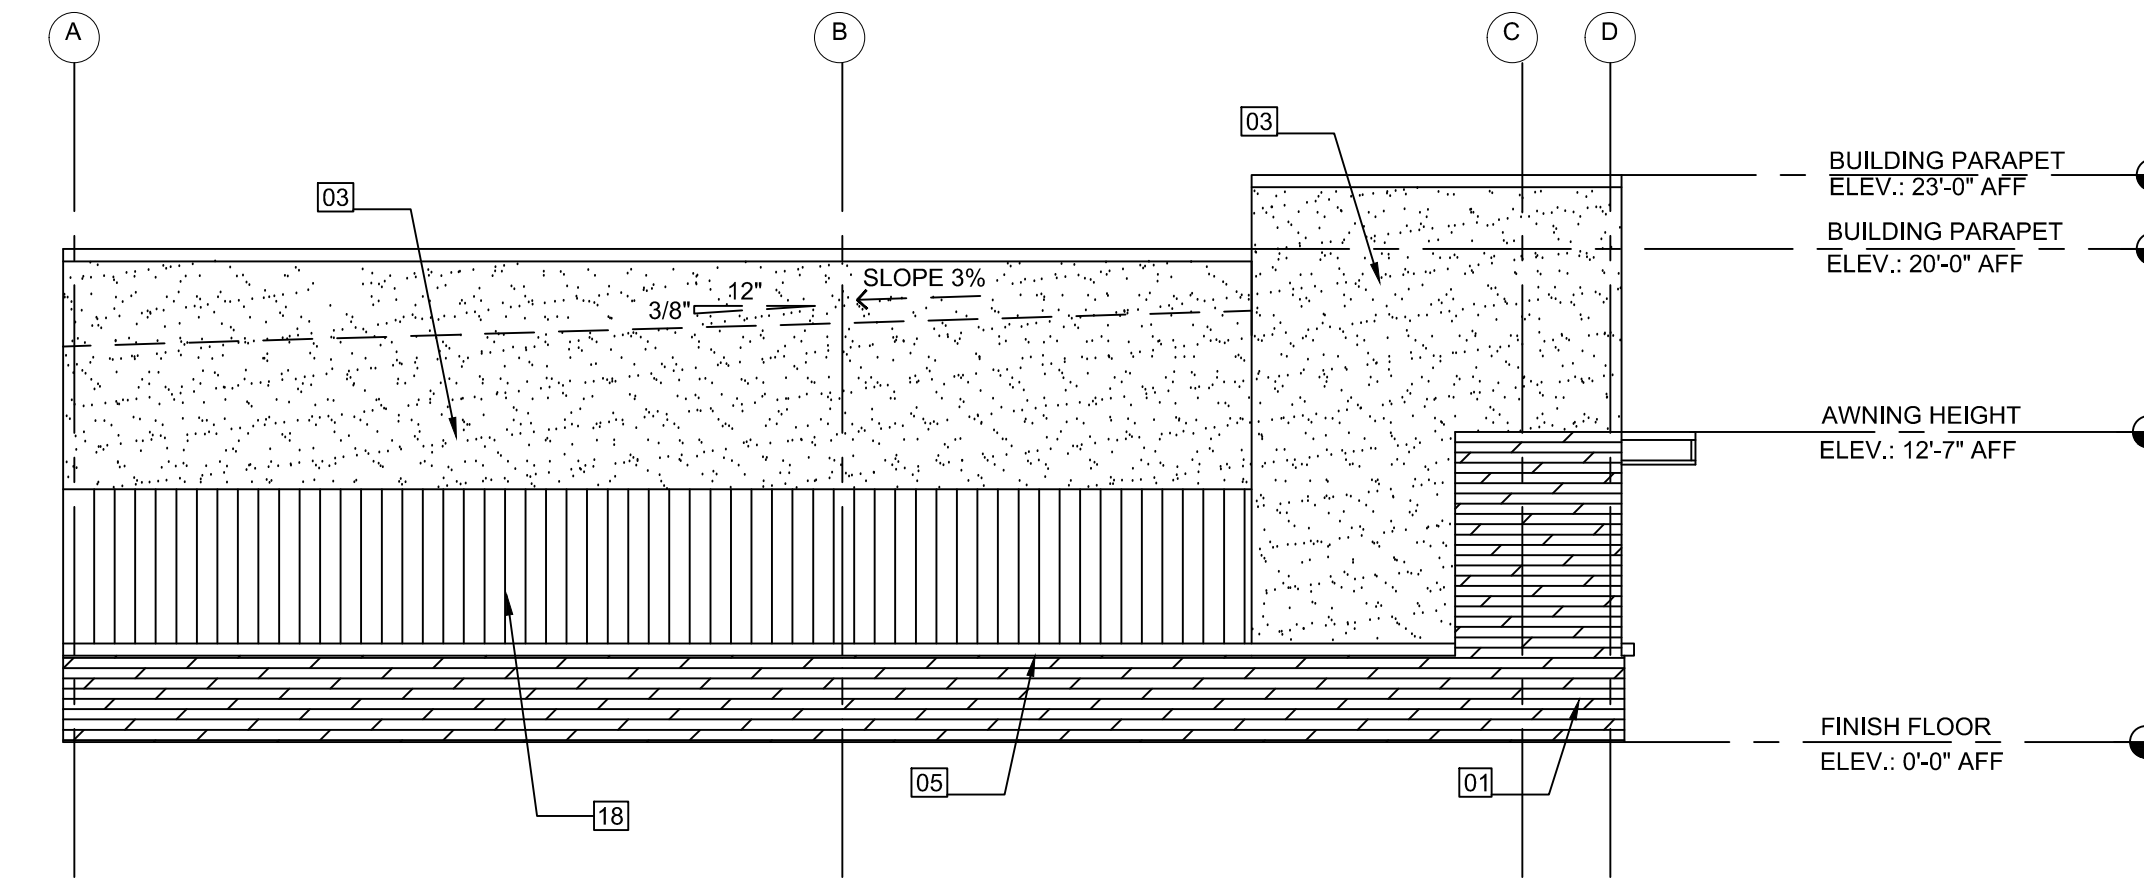 A
B
C
D
03
03
BUILDING PARAPET
ELEV.: 23'-0" AFF
BUILDING PARAPET
ELEV.: 20'-0" AFF
SLOPE 3%
12"
3/8"
AWNING HEIGHT
ELEV.: 12'-7" AFF
FINISH FLOOR
ELEV.: 0'-0" AFF
05
01
18